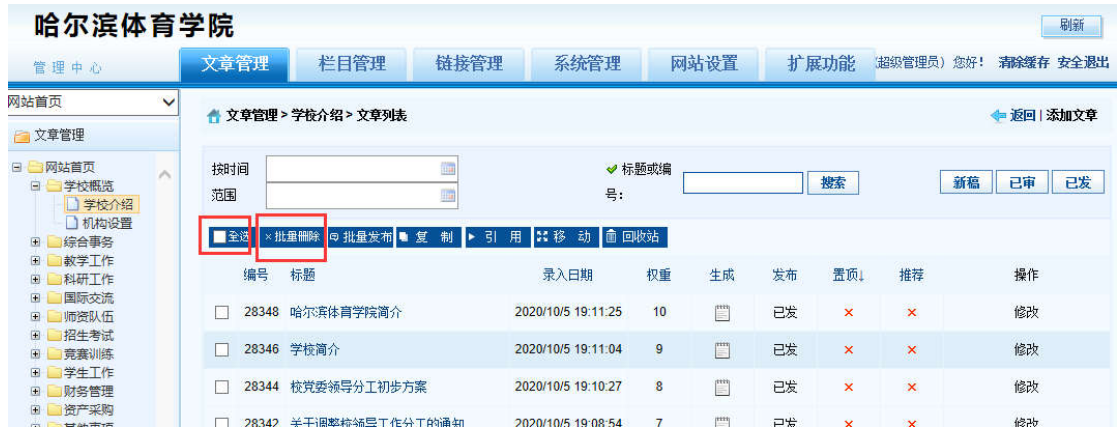 哈尔滨体育学院
刷新
管理中心
文章管理 栏目管理 链接管理 系统管理 网站设置 扩展功能
超级管理员) 您好! 清除缓存 安全退出
网站首页
文章管理
文章管理 > 学校介绍 > 文章列表
返回 | 添加文章
网站首页
学校概览
学校介绍
机构设置
综合事务
教学工作
科研工作
国际交流
师资队伍
招生考试
竞赛训练
学生工作
财务管理
资产采购
按时间
范围
标题或编
号:
搜索
新稿 已审 已发
全选 ×批量删除 批量发布 复 制 引 用 移 动 回收站
编号 标题 录入日期 权重 生成 发布 置顶↓ 推荐 操作
28348 哈尔滨体育学院简介 2020/10/5 19:11:25 10 已发 × × 修改
28346 学校简介 2020/10/5 19:11:04 9 已发 × × 修改
28344 校党委领导分工初步方案 2020/10/5 19:10:27 8 已发 × × 修改
28342 关于调整校领导工作分工的通知 2020/10/5 19:08:54 7 已发 × × 修改